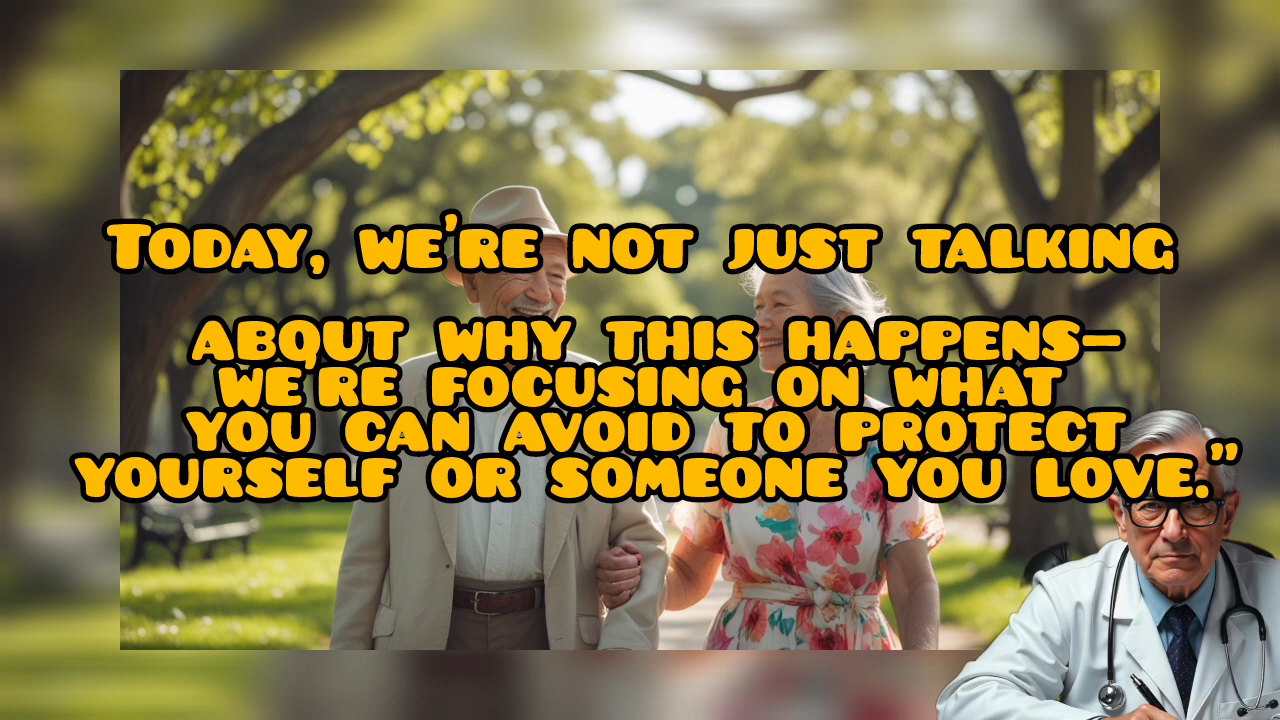 Today, we're not just talking
about why this happens—
we're focusing on what
you can avoid to protect
yourself or someone you love."